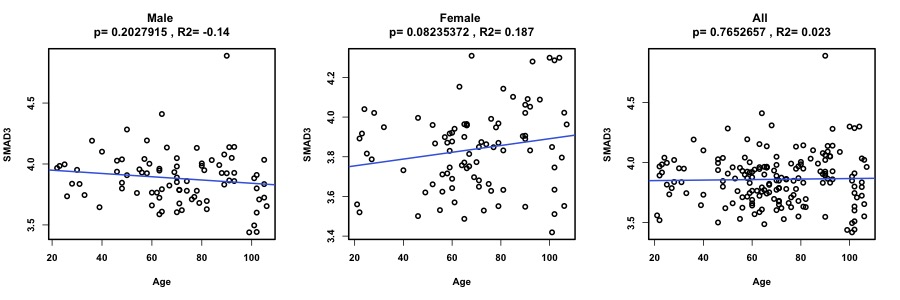 Male
p= 0.2027915 , R2= -0.14
SMAD3
4.5
4.0
3.5
20 40 60 80 100
Age
Female
p= 0.08235372 , R2= 0.187
SMAD3
4.2
4.0
3.8
3.6
3.4
20 40 60 80 100
Age
All
p= 0.7652657 , R2= 0.023
SMAD3
4.5
4.0
3.5
20 40 60 80 100
Age